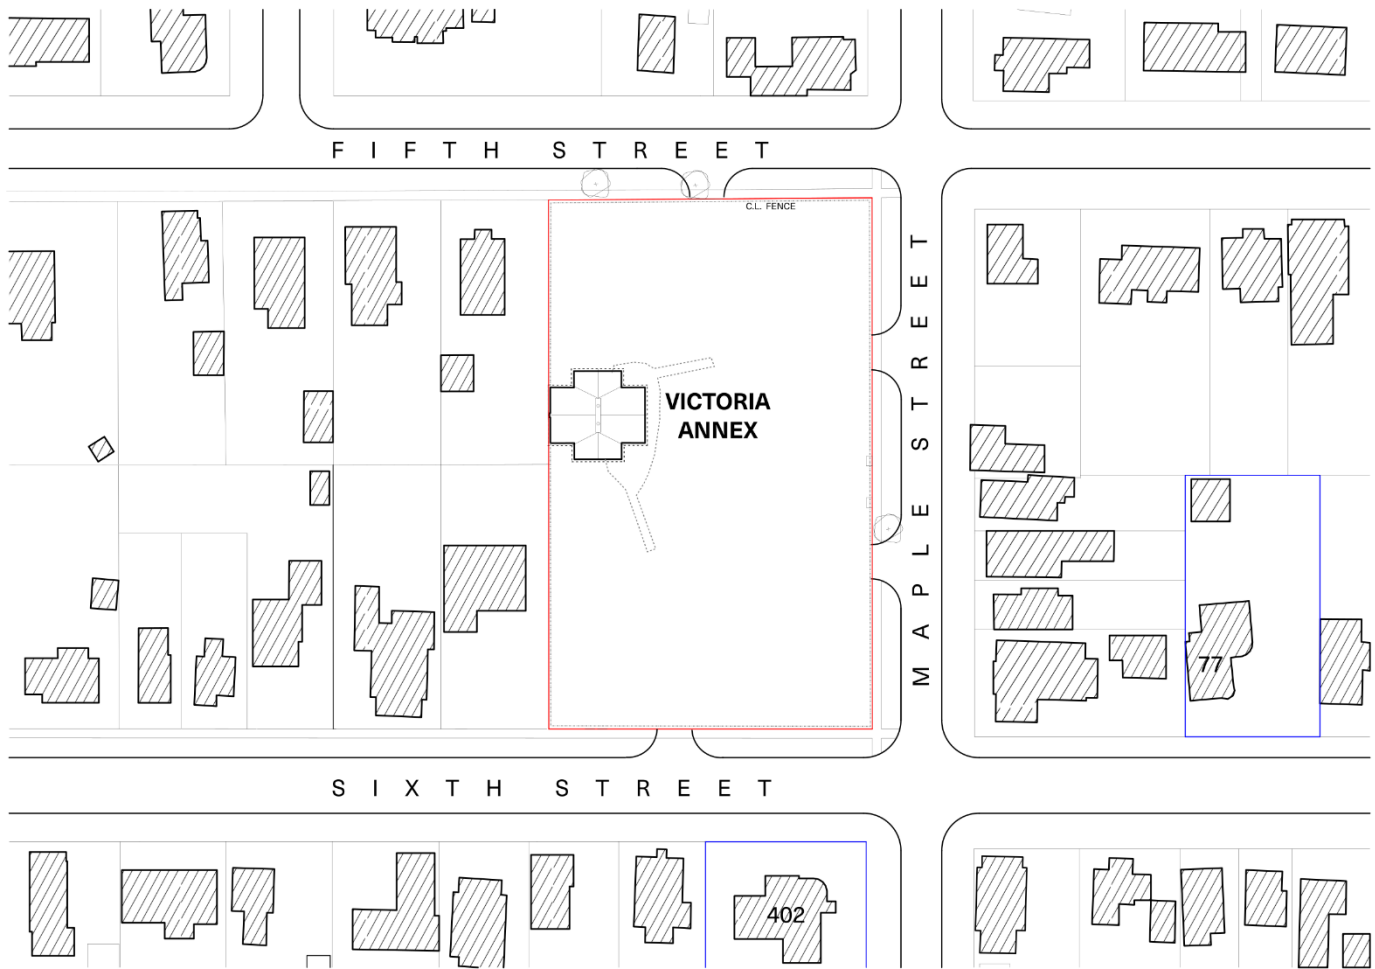 FIFTH STREET
C.L. FENCE
MAPLE STREET
VICTORIA
ANNEX
77
SIXTH STREET
402